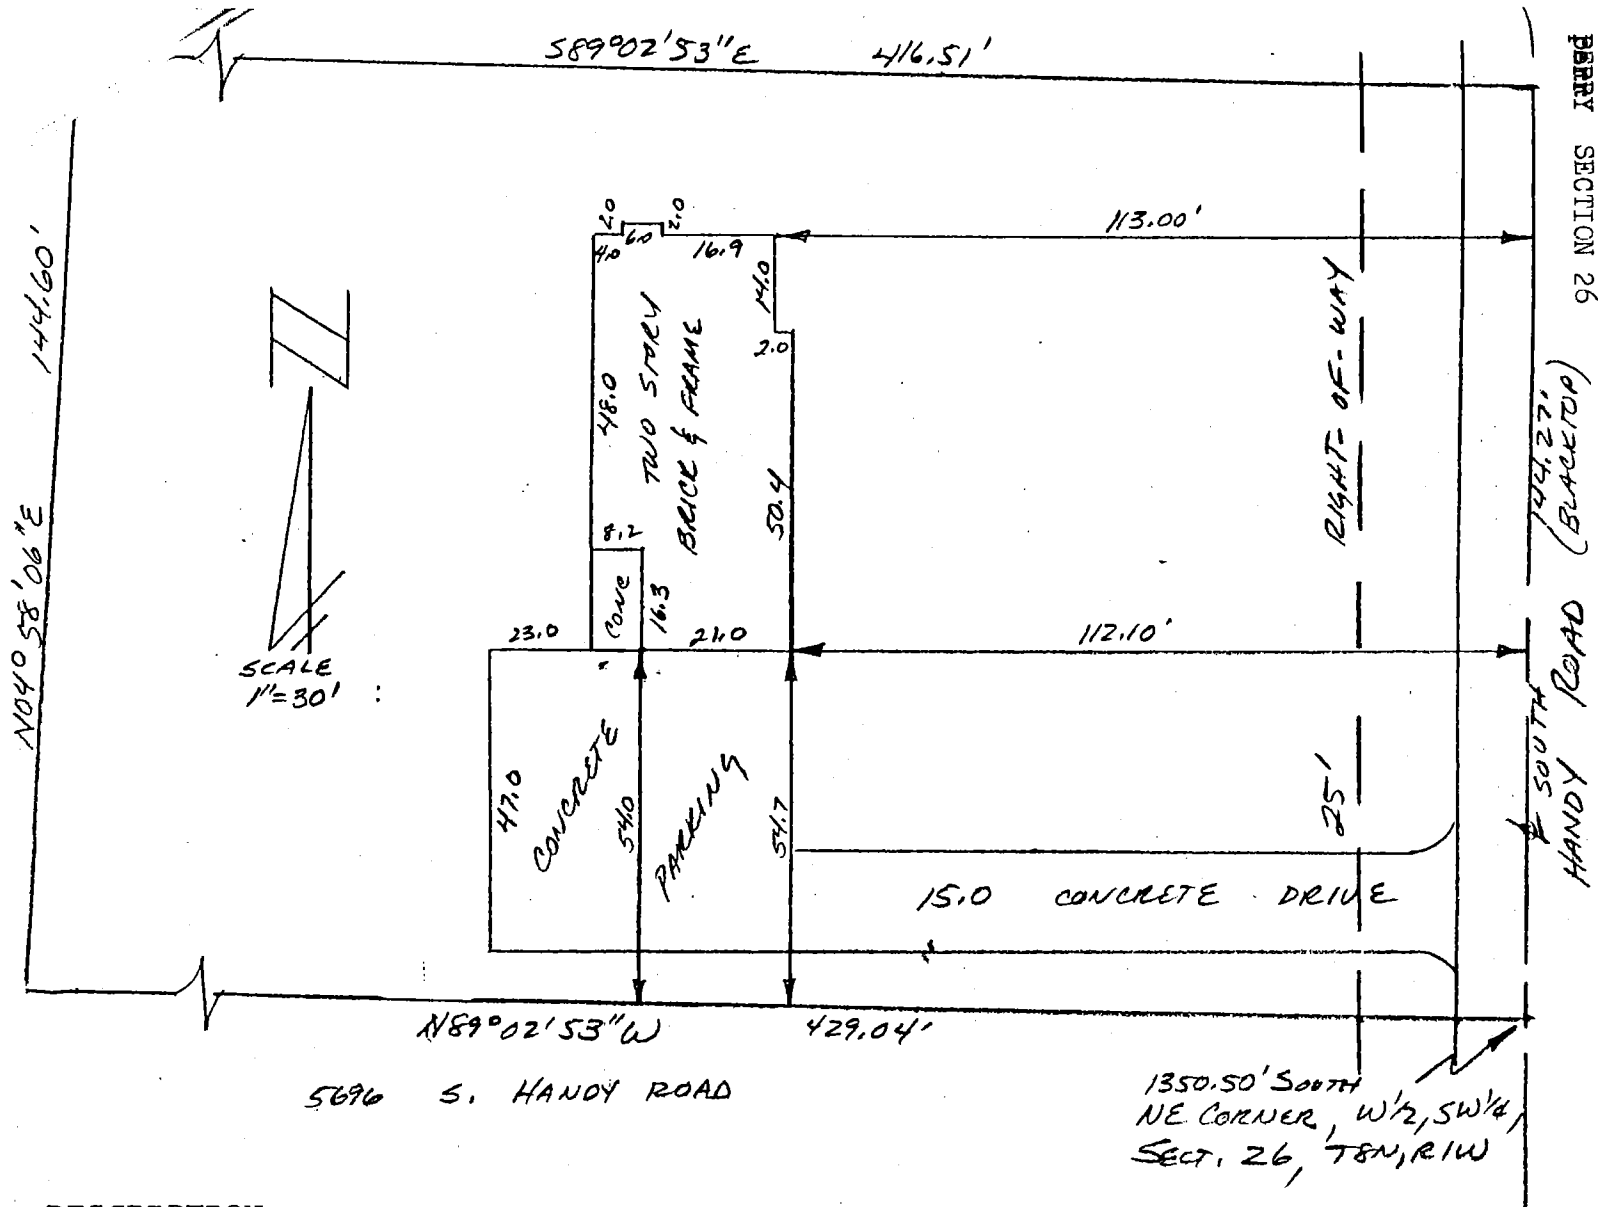 S89°02'53"E 416.51'
PERRY SECTION 26
144.60'
N04°58'06"E
SCALE
1"=30'
2.0
2.0
4.0
6.0
16.9
113.00'
14.0
2.0
48.0
TWO STORY
BRICK & FRAME
50.4
8.2
CONC
16.3
23.0
21.0
112.10'
RIGHT-OF-WAY
25'
144.27'
(BLACKTOP)
SOUTH
HANDY ROAD
47.0
CONCRETE
54.0
PARKING
54.7
15.0 CONCRETE DRIVE
N89°02'53"W 429.04'
5696 S. HANDY ROAD
1350.50' SOUTH
NE CORNER, W1/2, SW1/4,
SECT. 26, T8N, R1W